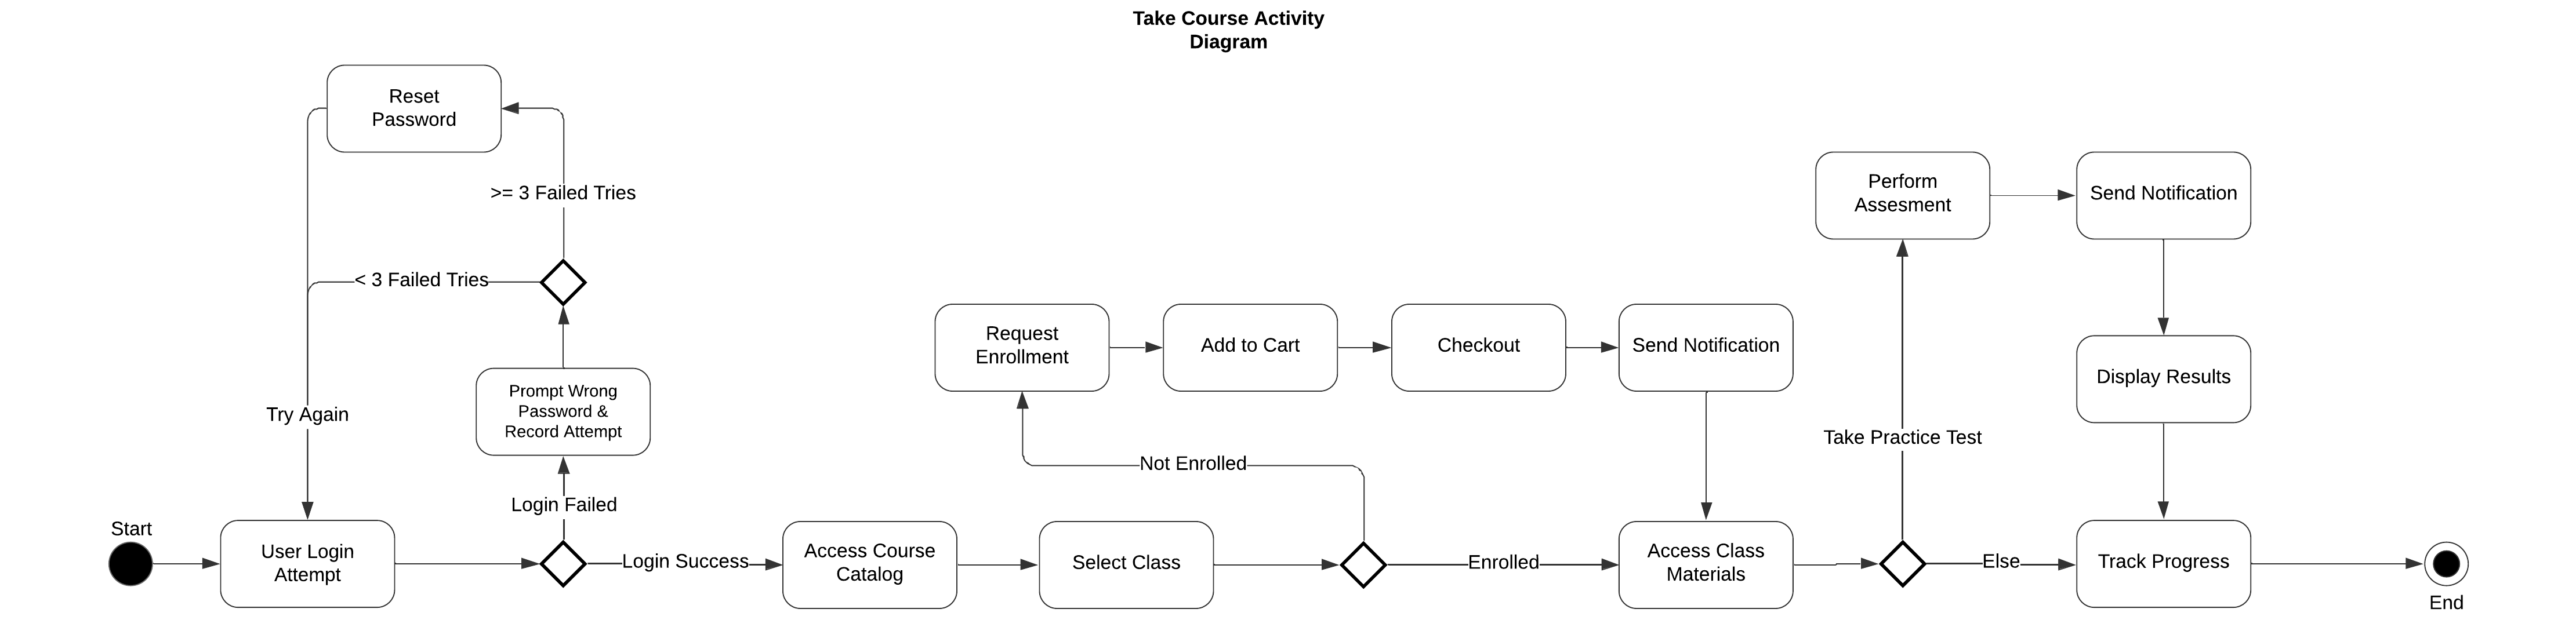 Take Course Activity
Diagram
Reset
Password
>= 3 Failed Tries
< 3 Failed Tries
Try Again
Prompt Wrong
Password &
Record Attempt
Login Failed
Start
User Login
Attempt
Login Success
Access Course
Catalog
Select Class
Not Enrolled
Request
Enrollment
Add to Cart
Checkout
Send Notification
Enrolled
Access Class
Materials
Take Practice Test
Perform
Assesment
Send Notification
Display Results
Else
Track Progress
End